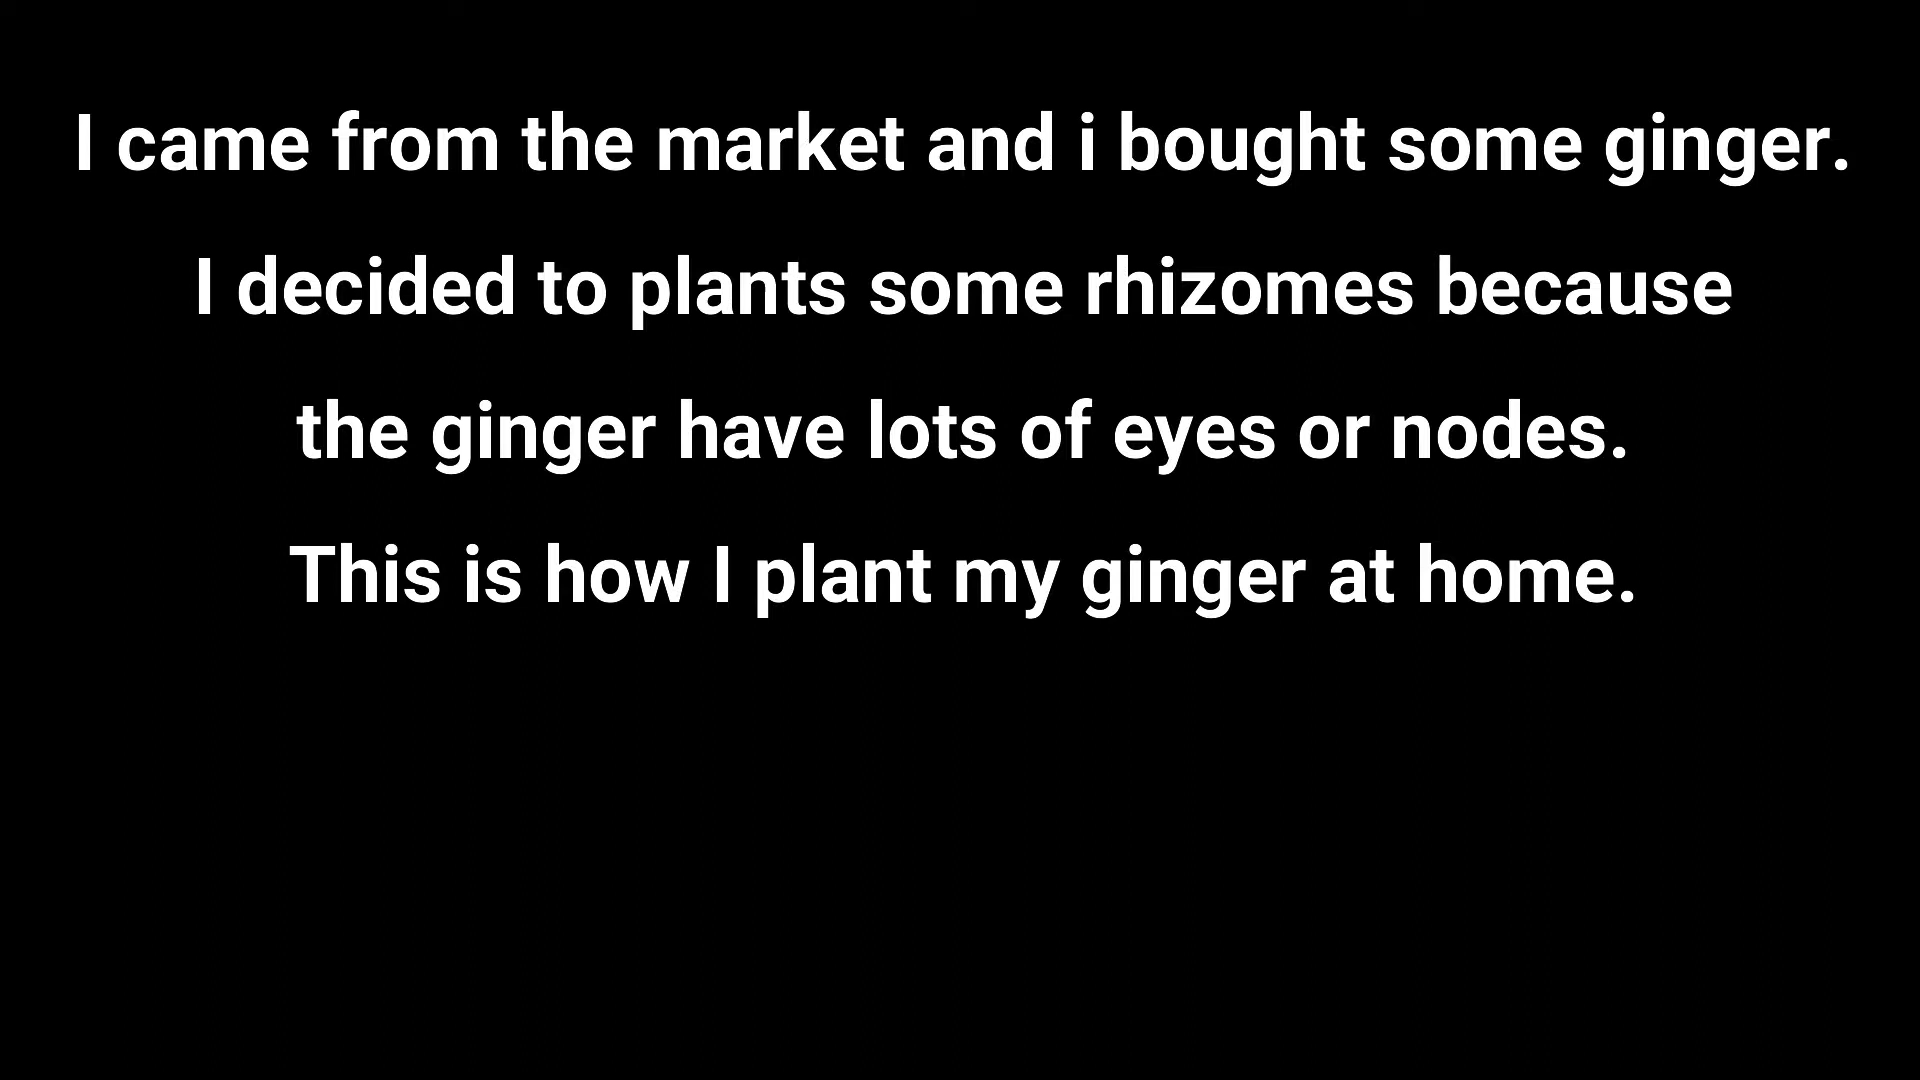 I came from the market and i bought some ginger.
I decided to plants some rhizomes because
the ginger have lots of eyes or nodes.
This is how I plant my ginger at home.